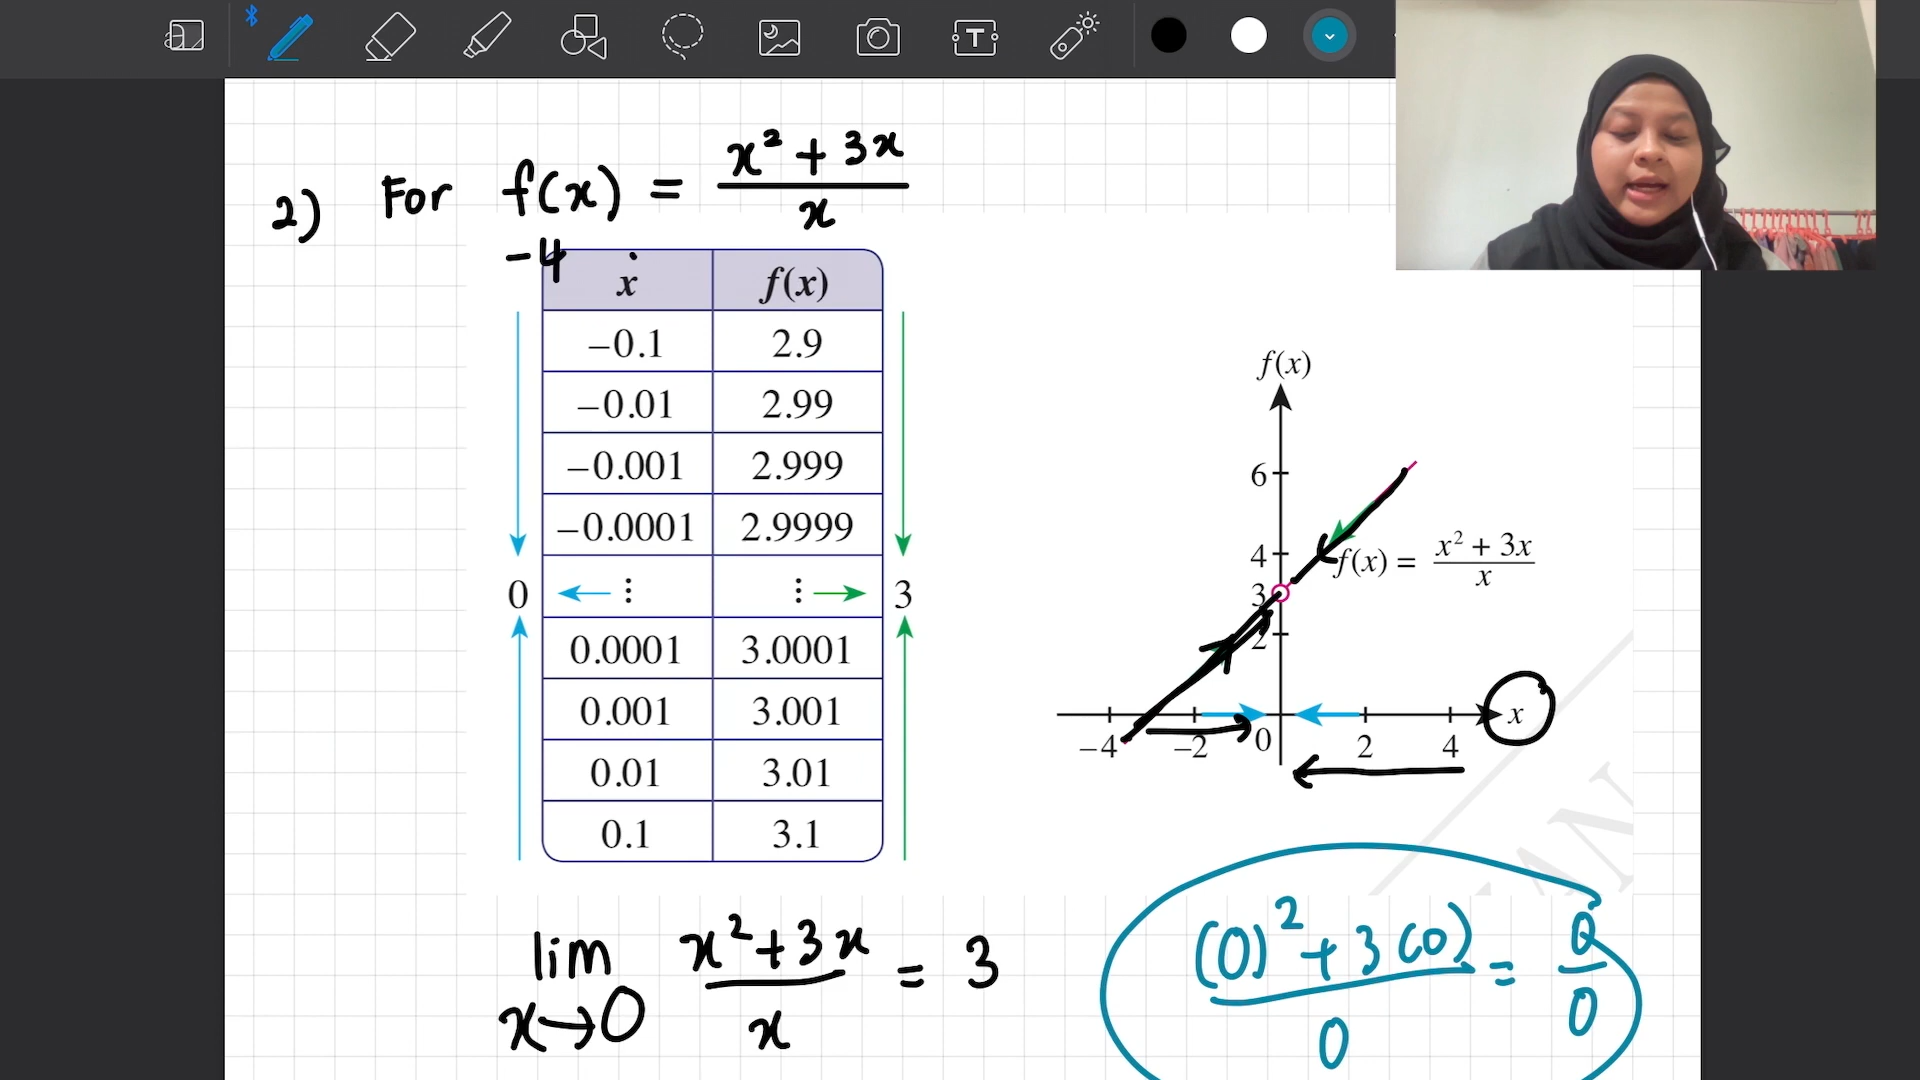 2) For f(x) = x² + 3x / x
-4
x f(x)
−0.1 2.9
−0.01 2.99
−0.001 2.999
−0.0001 2.9999
0 ⋮ ⋮ 3
0.0001 3.0001
0.001 3.001
0.01 3.01
0.1 3.1
f(x)
6
4
3
2
f(x) = x² + 3x / x
−4 −2 0 2 4 x
lim x→0 x² + 3x / x = 3
(0)² + 3(0) / 0 = 0 / 0
T